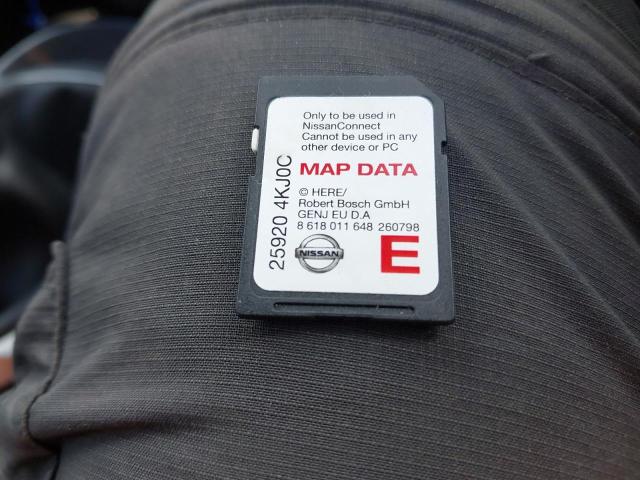 Only to be used in
NissanConnect
Cannot be used in any
other device or PC
MAP DATA
© HERE/
Robert Bosch GmbH
GENJ EU D.A
8 618 011 648 260798
25920 4KJ0C
NISSAN
E